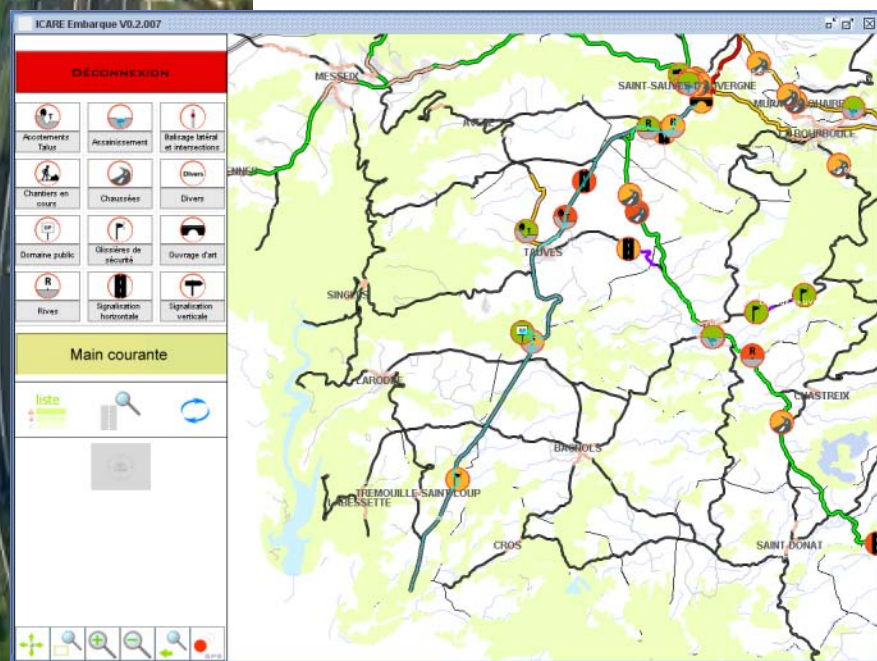 ICARE Embarque V0.2.007
DÉCONNEXION
Acostements
Talus
Assainissement
Balisage latéral
et intersections
Chantiers en
cours
Chaussées
Divers
Divers
Domaine public
Glissières de
sécurité
Ouvrage d'art
R
Rives
Signalisation
horizontale
Signalisation
verticale
Main courante
liste
GPS
MESSEIX
SAINT-SAUVES-D'AUVERGNE
LA BOURBOULE
TAUVES
SINGLES
LARODDE
CHASTREIX
BAGNOLS
TREMOUILLE-SAINT-LOUP
LABESSETTE
CROS
SAINT-DONAT
R
R
R